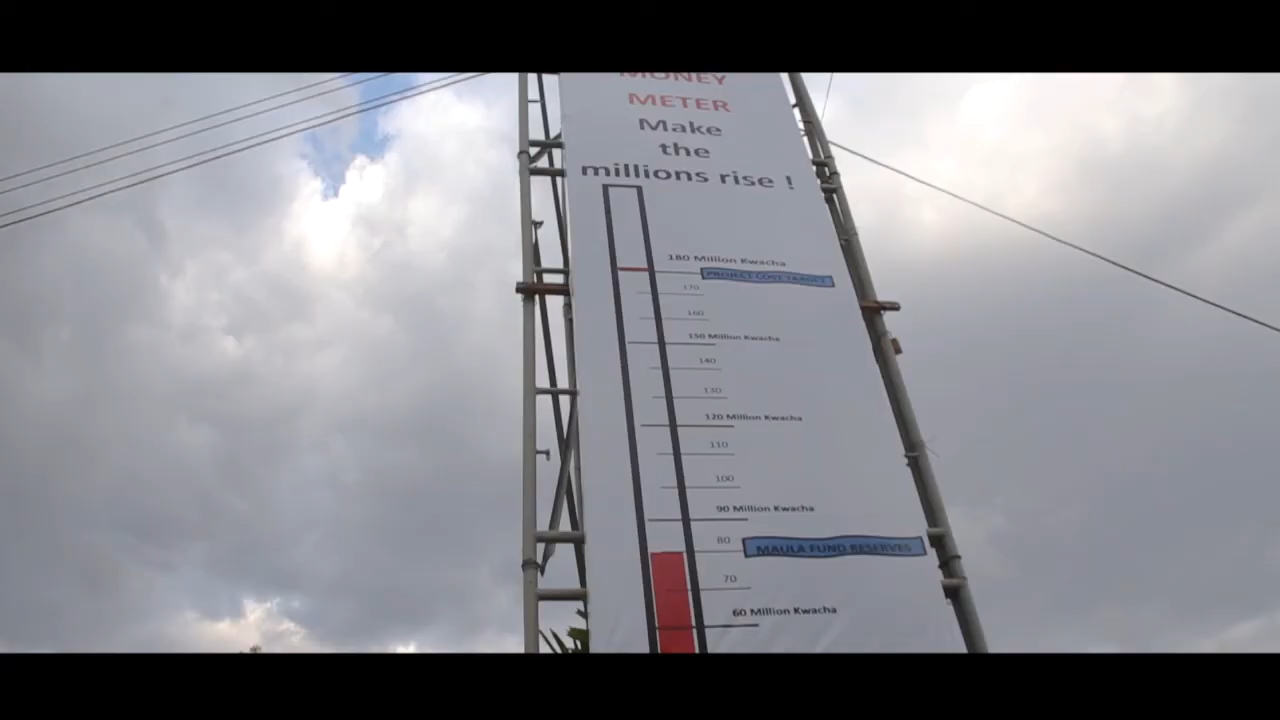 MONEY
METER
Make
the
millions rise !
180 Million Kwacha
PROJECT COST TARGET
170
160
150 Million Kwacha
140
130
120 Million Kwacha
110
100
90 Million Kwacha
80
MAULA FUND RESERVES
70
60 Million Kwacha